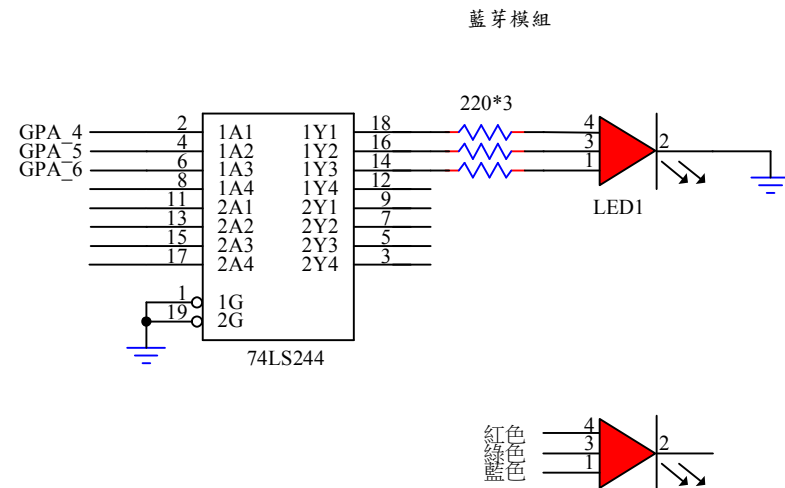 藍芽模組
220*3
GPA_4 2 1A1 1Y1 18 4
GPA_5 4 1A2 1Y2 16 3 2
GPA_6 6 1A3 1Y3 14 1
8 1A4 1Y4 12
11 2A1 2Y1 9 LED1
13 2A2 2Y2 7
15 2A3 2Y3 5
17 2A4 2Y4 3
1 1G
19 2G
74LS244
紅色 4
綠色 3 2
藍色 1